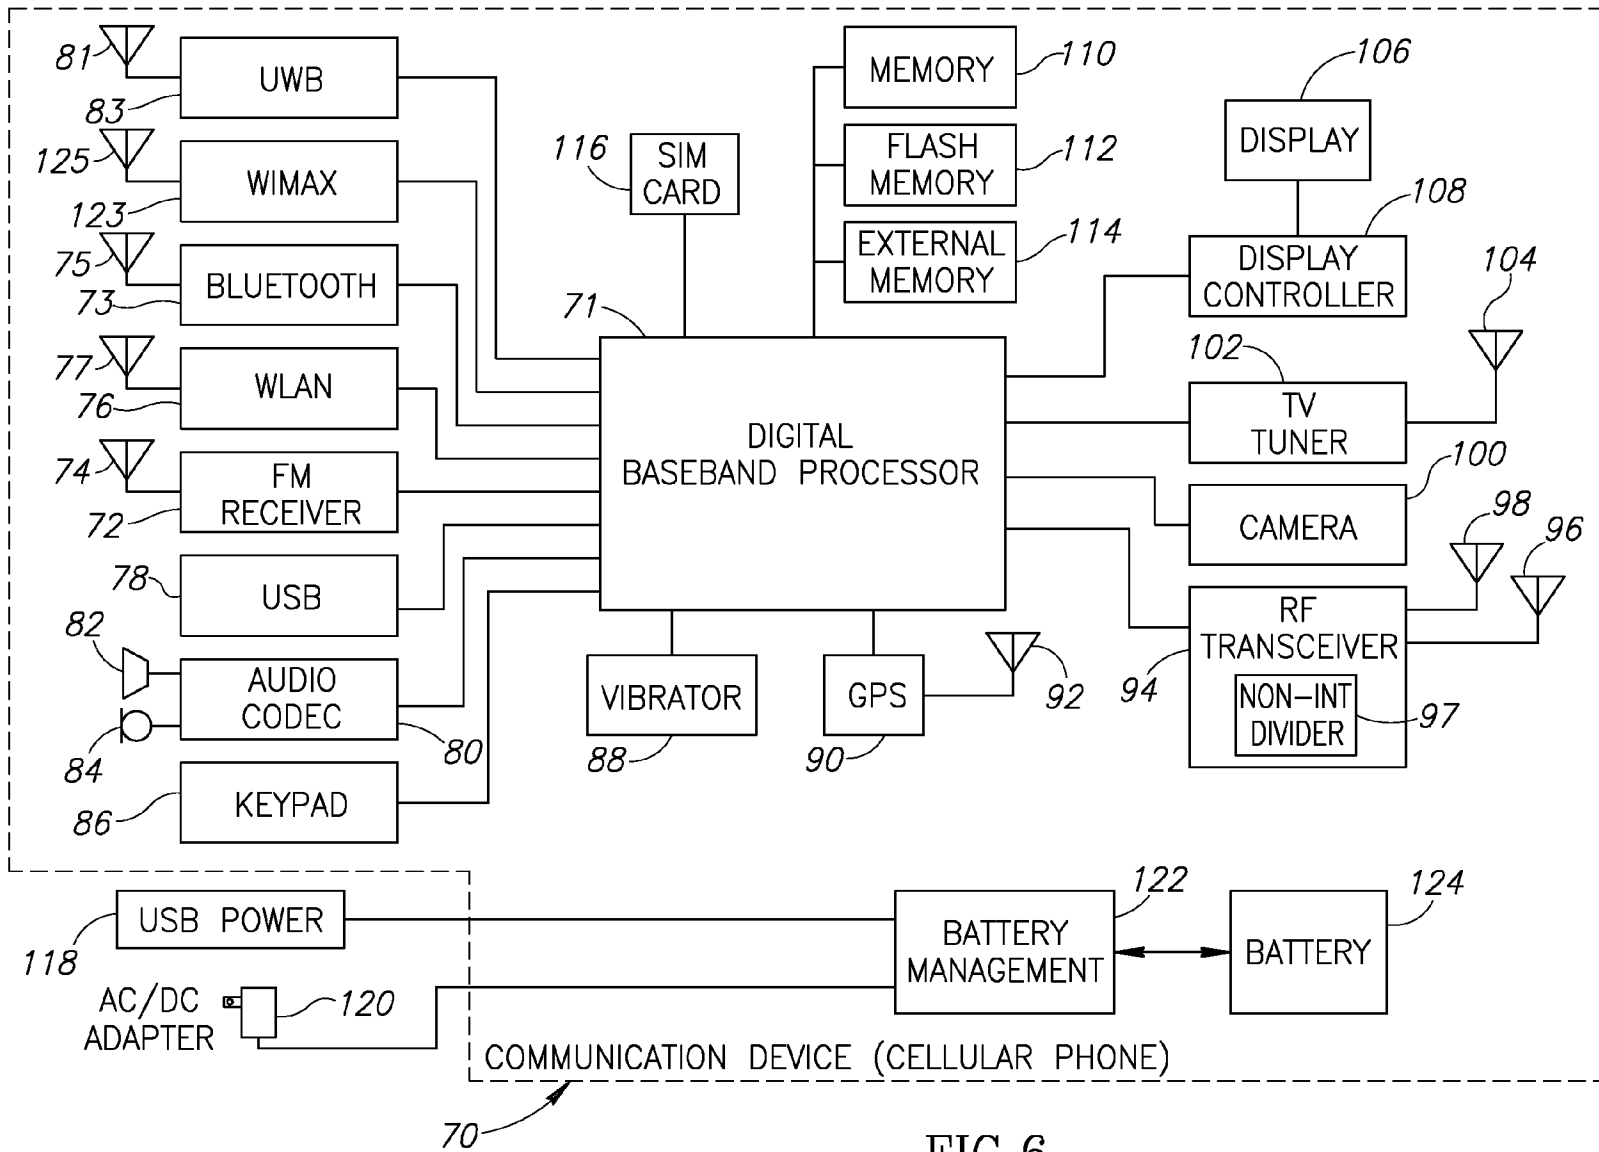 81
UWB
83
125
WIMAX
123
75
BLUETOOTH
73
77
WLAN
76
74
FM
RECEIVER
72
78
USB
82
AUDIO
CODEC
84
80
KEYPAD
86
116
SIM
CARD
MEMORY
110
FLASH
MEMORY
112
EXTERNAL
MEMORY
114
71
DIGITAL
BASEBAND PROCESSOR
VIBRATOR
88
GPS
90
92
106
DISPLAY
108
DISPLAY
CONTROLLER
104
102
TV
TUNER
100
CAMERA
98
96
RF
TRANSCEIVER
94
NON-INT
DIVIDER
97
USB POWER
118
AC/DC
ADAPTER
120
BATTERY
MANAGEMENT
122
BATTERY
124
COMMUNICATION DEVICE (CELLULAR PHONE)
70
FIG.6